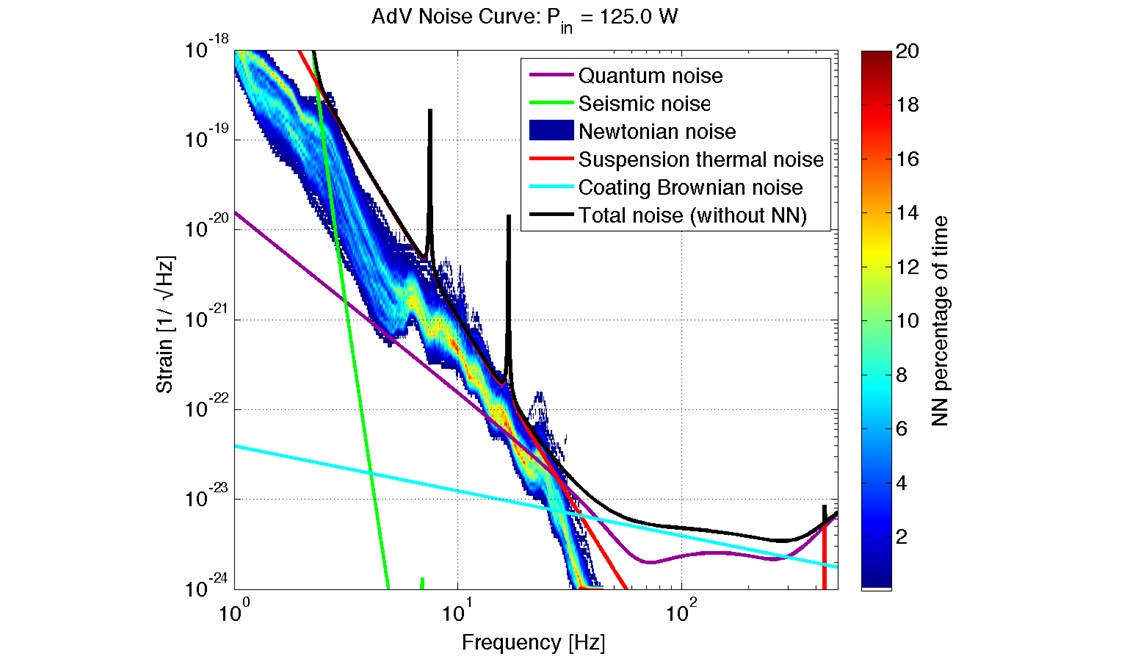 AdV Noise Curve: P_in = 125.0 W
Quantum noise
Seismic noise
Newtonian noise
Suspension thermal noise
Coating Brownian noise
Total noise (without NN)
Strain [1/ √Hz]
10^-18
10^-19
10^-20
10^-21
10^-22
10^-23
10^-24
10^0
10^1
10^2
Frequency [Hz]
20
18
16
14
12
10
8
6
4
2
NN percentage of time